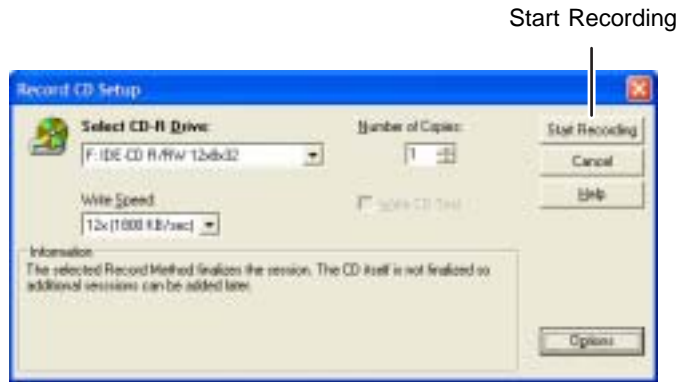 Start Recording
Record CD Setup
Select CD-R Drive:
Number of Copies:
Start Recording
F: IDE-CD R/RW 12x8x32
1
Cancel
Write Speed:
Help
12x (1800 KB/sec)
Information
The selected Record Method finalizes the session. The CD itself is not finalized so
additional sessions can be added later.
Options